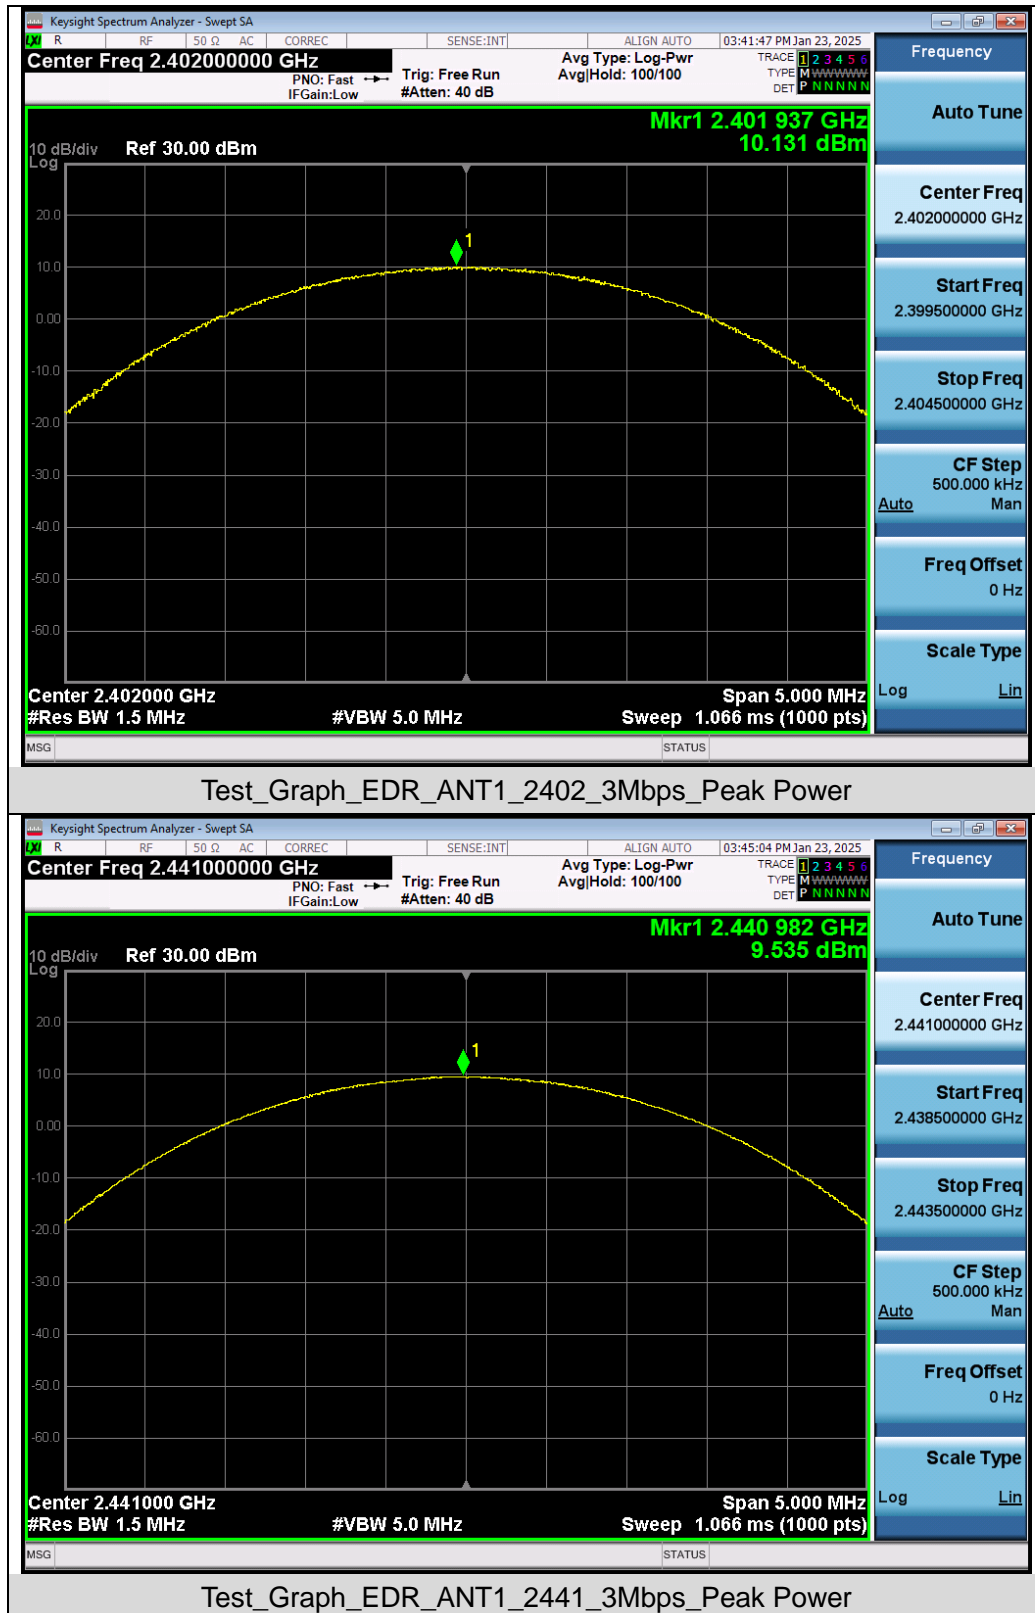 Keysight Spectrum Analyzer - Swept SA
LXI R RF 50 Ω AC CORREC SENSE:INT ALIGN AUTO 03:41:47 PM Jan 23, 2025
Center Freq 2.402000000 GHz
PNO: Fast
IFGain:Low
Trig: Free Run
#Atten: 40 dB
Avg Type: Log-Pwr
Avg|Hold: 100/100
TRACE 1 2 3 4 5 6
TYPE M WWWWW
DET P N N N N N
Mkr1 2.401 937 GHz
10.131 dBm
10 dB/div Ref 30.00 dBm
Log
20.0
1
10.0
0.00
-10.0
-20.0
-30.0
-40.0
-50.0
-60.0
Center 2.402000 GHz Span 5.000 MHz
#Res BW 1.5 MHz #VBW 5.0 MHz Sweep 1.066 ms (1000 pts)
MSG STATUS
Frequency
Auto Tune
Center Freq
2.402000000 GHz
Start Freq
2.399500000 GHz
Stop Freq
2.404500000 GHz
CF Step
500.000 kHz
Auto Man
Freq Offset
0 Hz
Scale Type
Log Lin
Test_Graph_EDR_ANT1_2402_3Mbps_Peak Power
Keysight Spectrum Analyzer - Swept SA
LXI R RF 50 Ω AC CORREC SENSE:INT ALIGN AUTO 03:45:04 PM Jan 23, 2025
Center Freq 2.441000000 GHz
PNO: Fast
IFGain:Low
Trig: Free Run
#Atten: 40 dB
Avg Type: Log-Pwr
Avg|Hold: 100/100
TRACE 1 2 3 4 5 6
TYPE M WWWWW
DET P N N N N N
Mkr1 2.440 982 GHz
9.535 dBm
10 dB/div Ref 30.00 dBm
Log
20.0
1
10.0
0.00
-10.0
-20.0
-30.0
-40.0
-50.0
-60.0
Center 2.441000 GHz Span 5.000 MHz
#Res BW 1.5 MHz #VBW 5.0 MHz Sweep 1.066 ms (1000 pts)
MSG STATUS
Frequency
Auto Tune
Center Freq
2.441000000 GHz
Start Freq
2.438500000 GHz
Stop Freq
2.443500000 GHz
CF Step
500.000 kHz
Auto Man
Freq Offset
0 Hz
Scale Type
Log Lin
Test_Graph_EDR_ANT1_2441_3Mbps_Peak Power